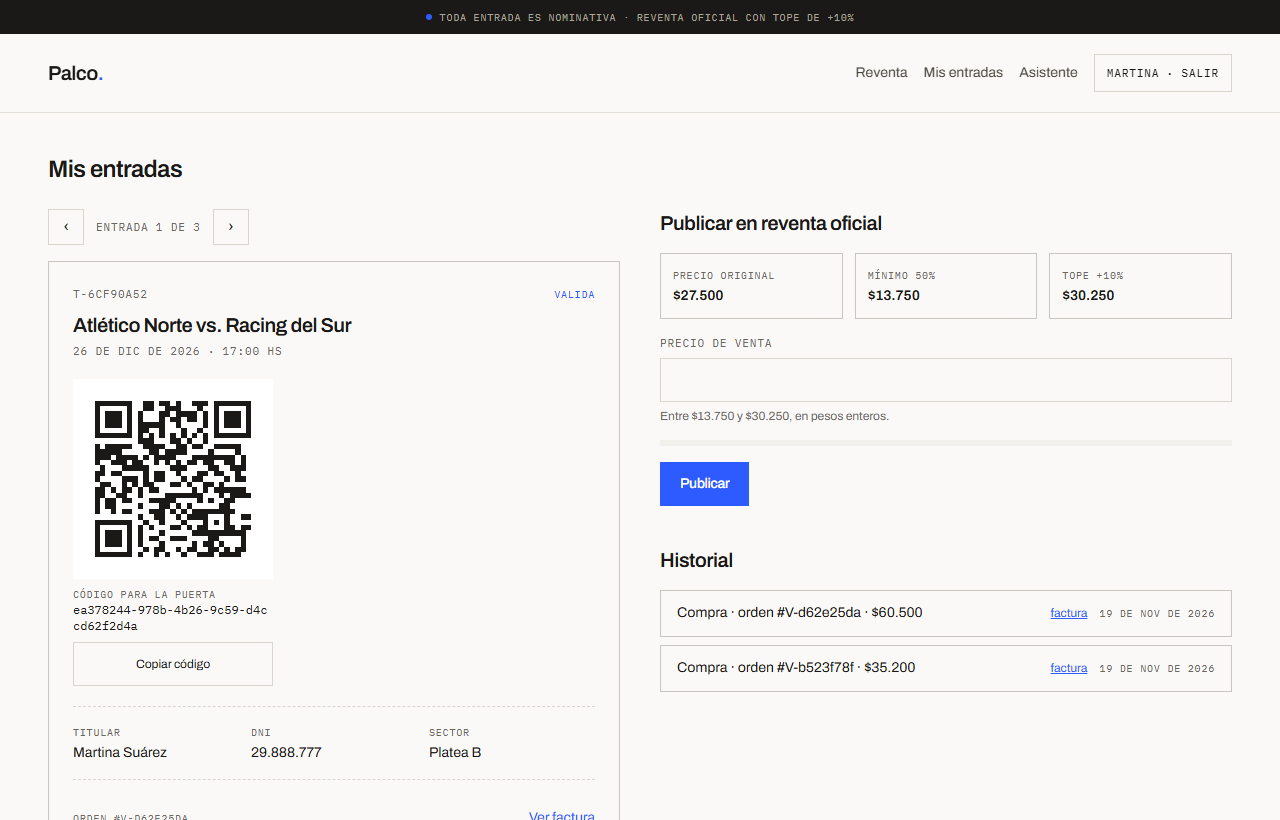 TODA ENTRADA ES NOMINATIVA · REVENTA OFICIAL CON TOPE DE +10%
Palco.
Reventa
Mis entradas
Asistente
MARTINA · SALIR
Mis entradas
‹
ENTRADA 1 DE 3
›
T-6CF90A52
VALIDA
Atlético Norte vs. Racing del Sur
26 DE DIC DE 2026 · 17:00 HS
CÓDIGO PARA LA PUERTA
ea378244-978b-4b26-9c59-d4c
cd62f2d4a
Copiar código
TITULAR
Martina Suárez
DNI
29.888.777
SECTOR
Platea B
ORDEN #V-D62E25DA
Ver factura
Publicar en reventa oficial
PRECIO ORIGINAL
$27.500
MÍNIMO 50%
$13.750
TOPE +10%
$30.250
PRECIO DE VENTA
Entre $13.750 y $30.250, en pesos enteros.
Publicar
Historial
Compra · orden #V-d62e25da · $60.500
factura
19 DE NOV DE 2026
Compra · orden #V-b523f78f · $35.200
factura
19 DE NOV DE 2026